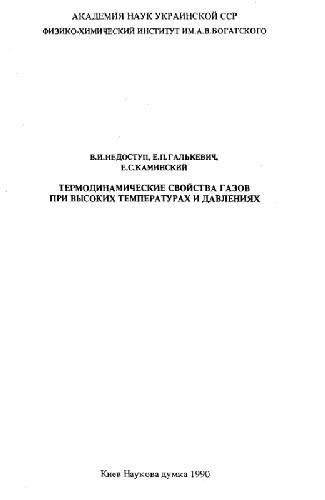 АКАДЕМИЯ НАУК УКРАИНСКОЙ ССР
ФИЗИКО-ХИМИЧЕСКИЙ ИНСТИТУТ ИМ.А.В.БОГАТСКОГО
В.И.НЕДОСТУП, Е.П.ГАЛЬКЕВИЧ,
Е.С.КАМИНСКИЙ
ТЕРМОДИНАМИЧЕСКИЕ СВОЙСТВА ГАЗОВ
ПРИ ВЫСОКИХ ТЕМПЕРАТУРАХ И ДАВЛЕНИЯХ
Киев Наукова думка 1990